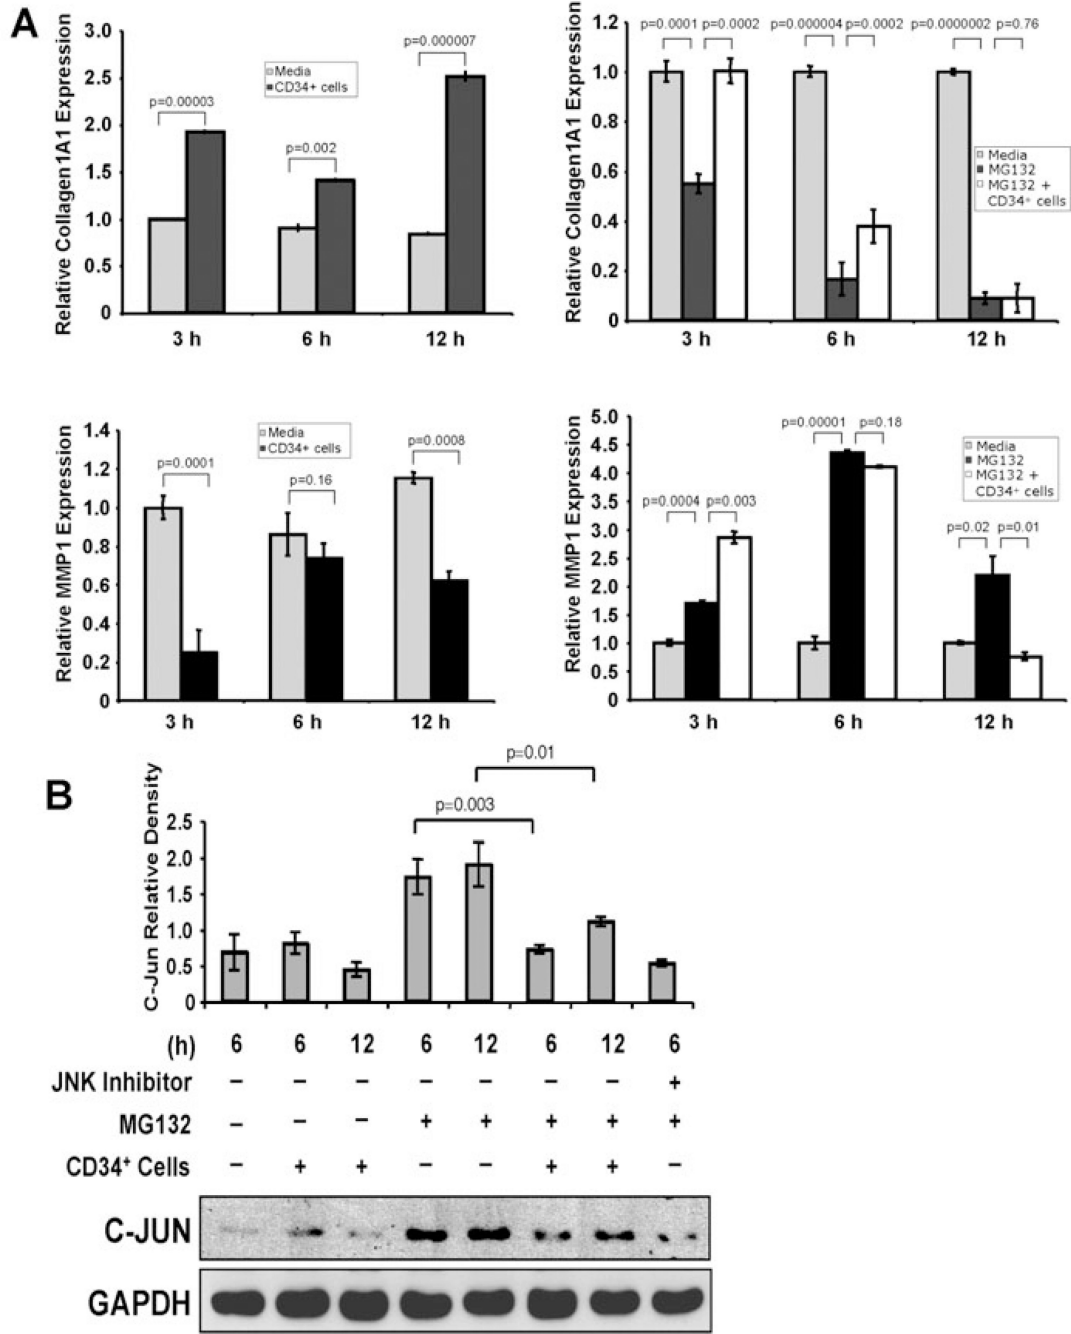 A
Relative Collagen1A1 Expression
3.0
2.5
2.0
1.5
1.0
0.5
0
p=0.00003
p=0.002
p=0.000007
Media
CD34+ cells
3 h
6 h
12 h
Relative Collagen1A1 Expression
1.2
1.0
0.8
0.6
0.4
0.2
0
p=0.0001
p=0.0002
p=0.000004
p=0.0002
p=0.0000002
p=0.76
Media
MG132
MG132 +
CD34+ cells
3 h
6 h
12 h
Relative MMP1 Expression
1.4
1.2
1.0
0.8
0.6
0.4
0.2
0
p=0.0001
p=0.16
p=0.0008
Media
CD34+ cells
3 h
6 h
12 h
Relative MMP1 Expression
5.0
4.5
4.0
3.5
3.0
2.5
2.0
1.5
1.0
0.5
0
p=0.0004
p=0.003
p=0.00001
p=0.18
p=0.02
p=0.01
Media
MG132
MG132 +
CD34+ cells
3 h
6 h
12 h
B
C-Jun Relative Density
2.5
2.0
1.5
1.0
0.5
0
p=0.003
p=0.01
(h) 6 6 12 6 12 6 12 6
JNK Inhibitor – – – – – – – +
MG132 – – – + + + + +
CD34+ Cells – + + – – + + –
C-JUN
GAPDH